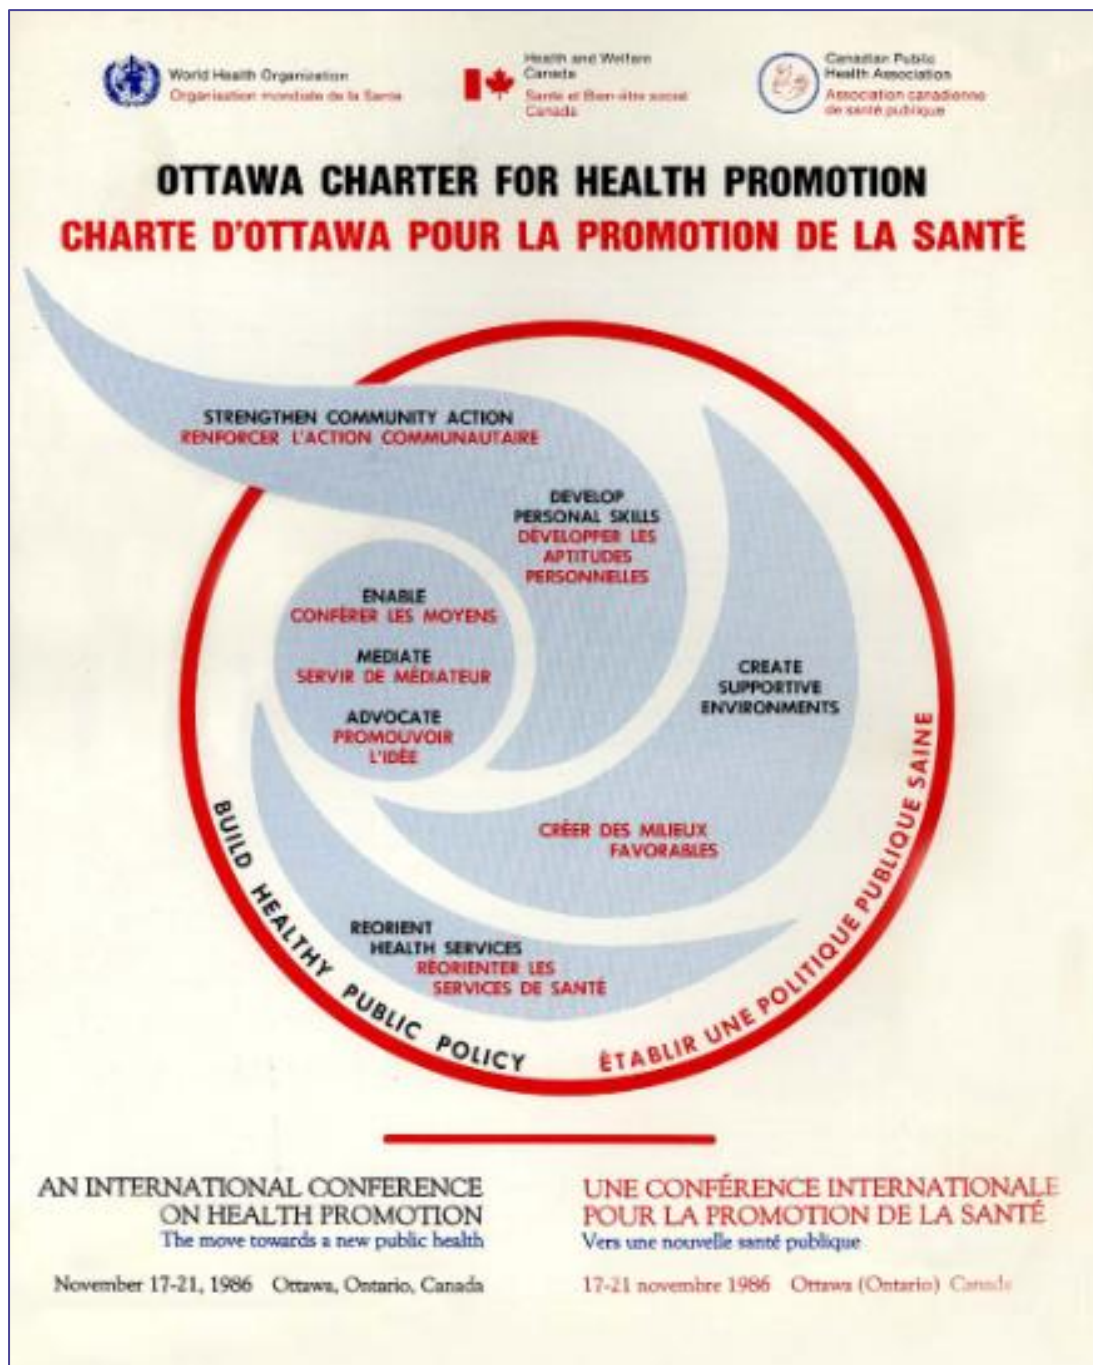 World Health Organization
Organisation mondiale de la Santé
Health and Welfare
Canada
Santé et Bien-être social
Canada
Canadian Public
Health Association
Association canadienne
de santé publique
OTTAWA CHARTER FOR HEALTH PROMOTION
CHARTE D'OTTAWA POUR LA PROMOTION DE LA SANTÉ
STRENGTHEN COMMUNITY ACTION
RENFORCER L'ACTION COMMUNAUTAIRE
DEVELOP
PERSONAL SKILLS
DÉVELOPPER LES
APTITUDES
PERSONNELLES
ENABLE
CONFÉRER LES MOYENS
MEDIATE
SERVIR DE MÉDIATEUR
ADVOCATE
PROMOUVOIR
L'IDÉE
CREATE
SUPPORTIVE
ENVIRONMENTS
CRÉER DES MILIEUX
FAVORABLES
REORIENT
HEALTH SERVICES
RÉORIENTER LES
SERVICES DE SANTÉ
BUILD HEALTHY PUBLIC POLICY
ÉTABLIR UNE POLITIQUE PUBLIQUE SAINE
AN INTERNATIONAL CONFERENCE
ON HEALTH PROMOTION
The move towards a new public health
November 17-21, 1986 Ottawa, Ontario, Canada
UNE CONFÉRENCE INTERNATIONALE
POUR LA PROMOTION DE LA SANTÉ
Vers une nouvelle santé publique
17-21 novembre 1986 Ottawa (Ontario) Canada